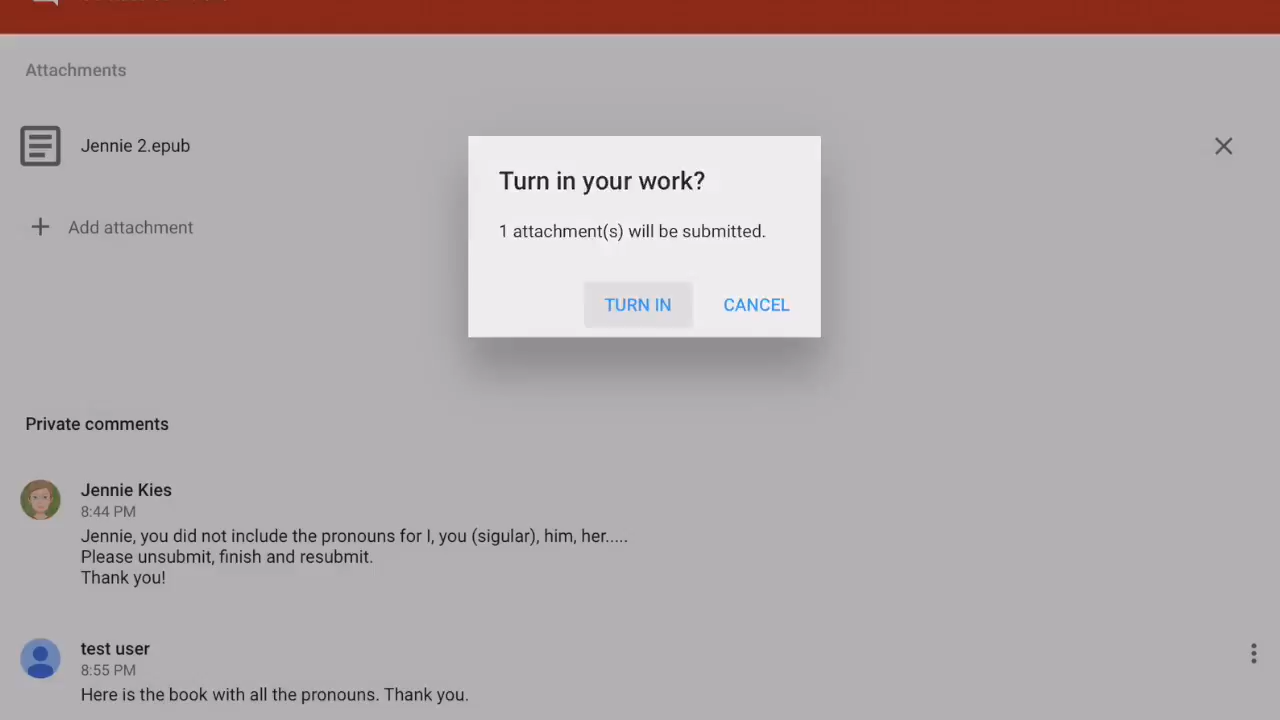 Attachments
Jennie 2.epub
Add attachment
Turn in your work?
1 attachment(s) will be submitted.
TURN IN
CANCEL
Private comments
Jennie Kies
8:44 PM
Jennie, you did not include the pronouns for I, you (sigular), him, her.....
Please unsubmit, finish and resubmit.
Thank you!
test user
8:55 PM
Here is the book with all the pronouns. Thank you.